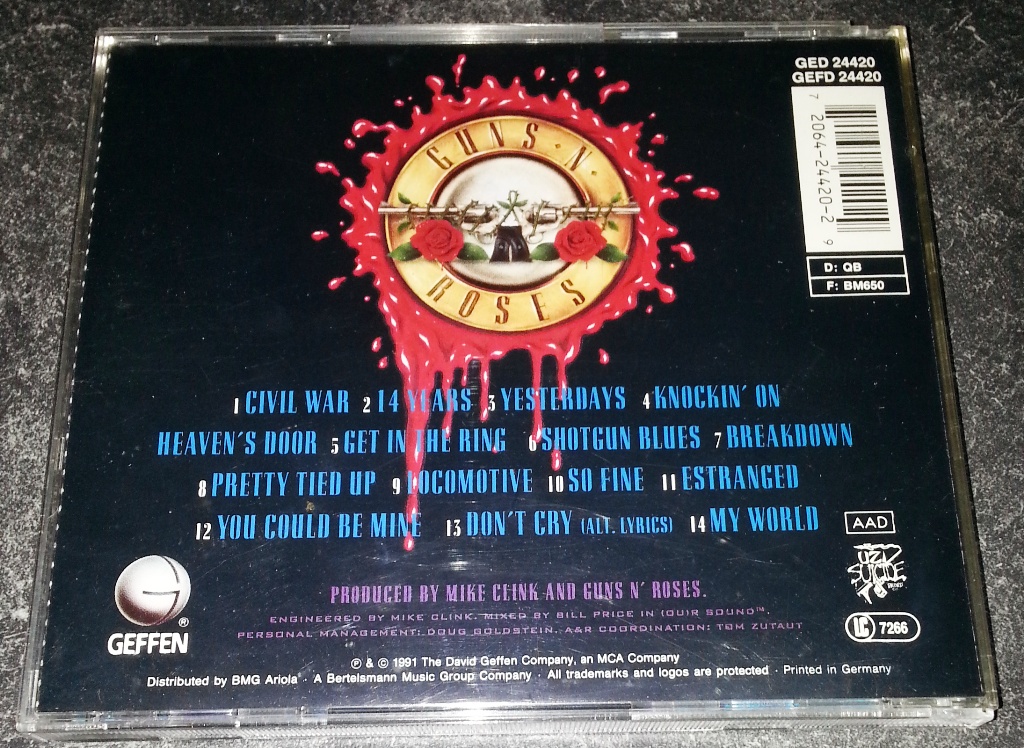 GED 24420
GEFD 24420
7 2064-24420-2 9
D: QB
F: BM650
GUNS · N ·
ROSES
1 CIVIL WAR 2 14 YEARS 3 YESTERDAYS 4 KNOCKIN' ON
HEAVEN'S DOOR 5 GET IN THE RING 6 SHOTGUN BLUES 7 BREAKDOWN
8 PRETTY TIED UP 9 LOCOMOTIVE 10 SO FINE 11 ESTRANGED
12 YOU COULD BE MINE 13 DON'T CRY (ALT. LYRICS) 14 MY WORLD
AAD
UZI
SUICIDE
LC 7266
GEFFEN ®
PRODUCED BY MIKE CLINK AND GUNS N' ROSES.
ENGINEERED BY MIKE CLINK. MIXED BY BILL PRICE IN (OU)R SOUND™.
PERSONAL MANAGEMENT: DOUG GOLDSTEIN. A&R COORDINATION: TOM ZUTAUT
℗ & © 1991 The David Geffen Company, an MCA Company
Distributed by BMG Ariola · A Bertelsmann Music Group Company · All trademarks and logos are protected · Printed in Germany